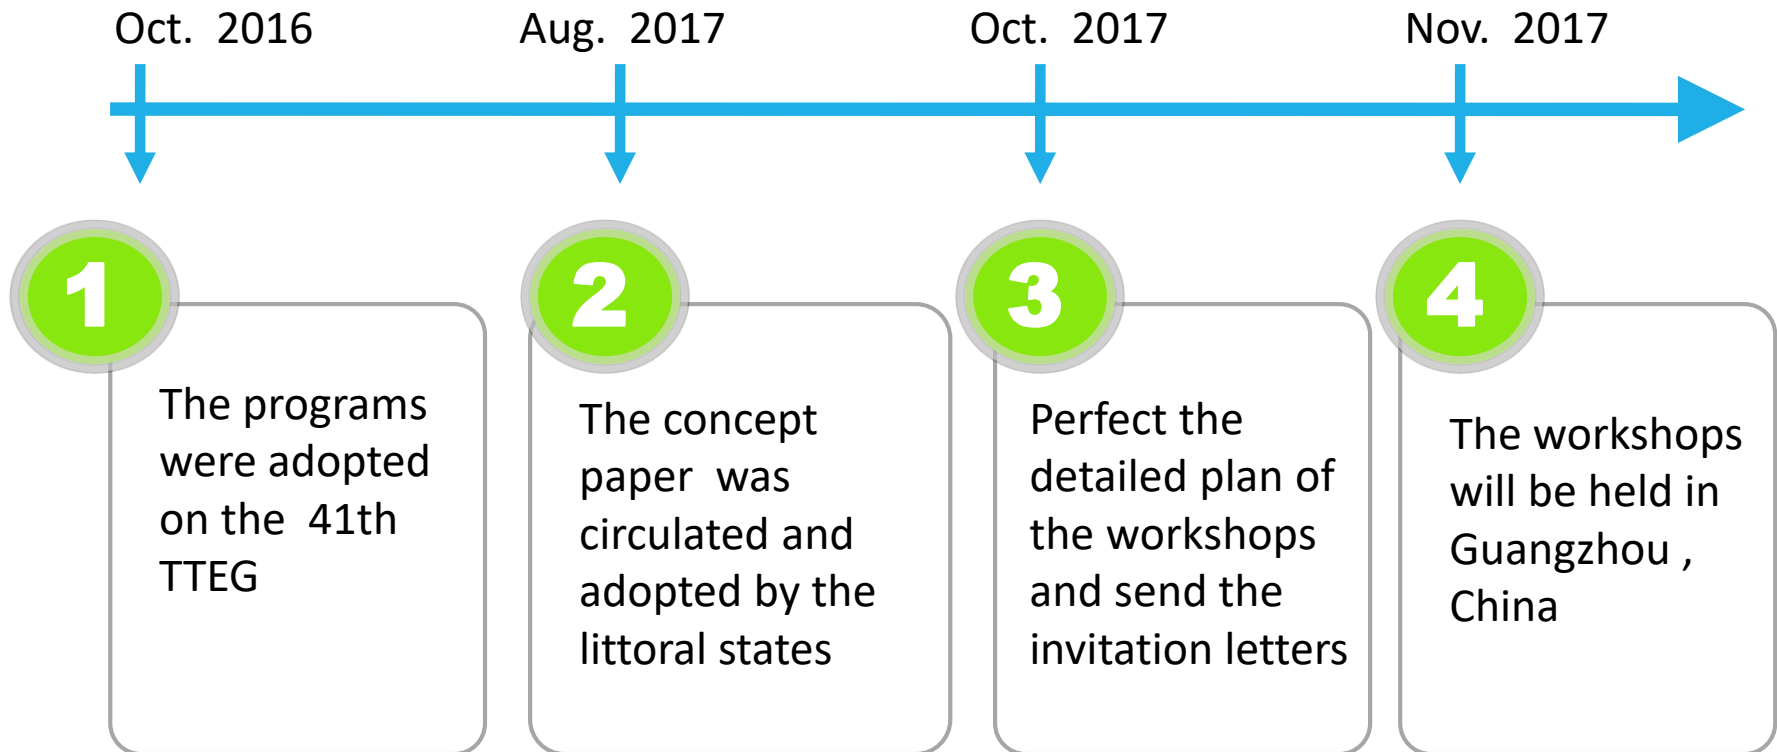 Oct. 2016
Aug. 2017
Oct. 2017
Nov. 2017
1
The programs
were adopted
on the 41th
TTEG
2
The concept
paper was
circulated and
adopted by the
littoral states
3
Perfect the
detailed plan of
the workshops
and send the
invitation letters
4
The workshops
will be held in
Guangzhou ,
China